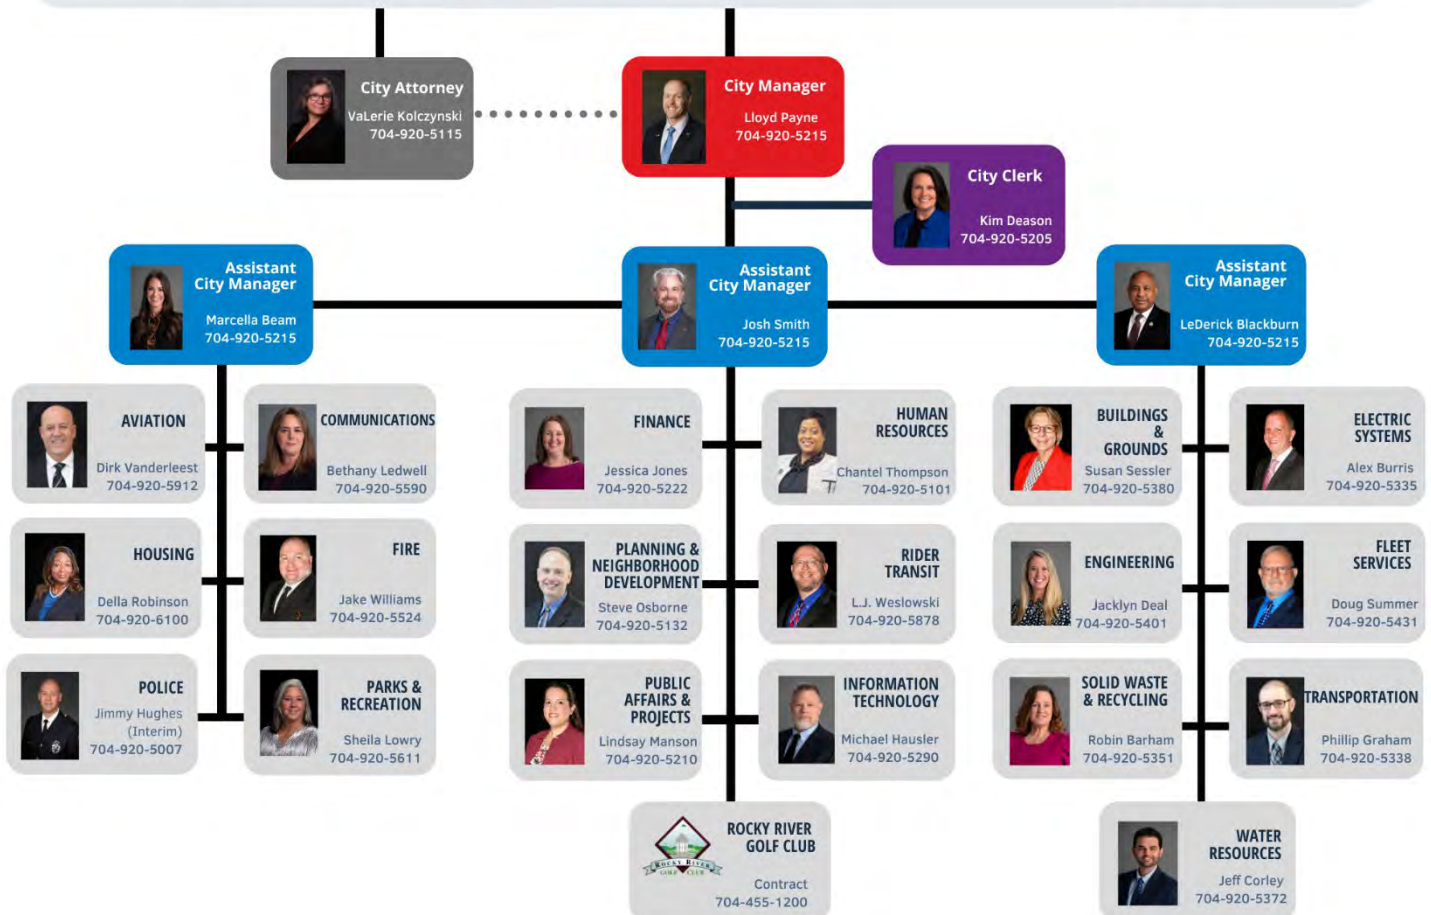 City Attorney
VaLerie Kolczynski
704-920-5115
City Manager
Lloyd Payne
704-920-5215
City Clerk
Kim Deason
704-920-5205
Assistant
City Manager
Marcella Beam
704-920-5215
Assistant
City Manager
Josh Smith
704-920-5215
Assistant
City Manager
LeDerick Blackburn
704-920-5215
AVIATION
Dirk Vanderleest
704-920-5912
COMMUNICATIONS
Bethany Ledwell
704-920-5590
FINANCE
Jessica Jones
704-920-5222
HUMAN
RESOURCES
Chantel Thompson
704-920-5101
BUILDINGS
&
GROUNDS
Susan Sessler
704-920-5380
ELECTRIC
SYSTEMS
Alex Burris
704-920-5335
HOUSING
Della Robinson
704-920-6100
FIRE
Jake Williams
704-920-5524
PLANNING &
NEIGHBORHOOD
DEVELOPMENT
Steve Osborne
704-920-5132
RIDER
TRANSIT
L.J. Weslowski
704-920-5878
ENGINEERING
Jacklyn Deal
704-920-5401
FLEET
SERVICES
Doug Summer
704-920-5431
POLICE
Jimmy Hughes
(Interim)
704-920-5007
PARKS &
RECREATION
Sheila Lowry
704-920-5611
PUBLIC
AFFAIRS &
PROJECTS
Lindsay Manson
704-920-5210
INFORMATION
TECHNOLOGY
Michael Hausler
704-920-5290
SOLID WASTE
& RECYCLING
Robin Barham
704-920-5351
TRANSPORTATION
Phillip Graham
704-920-5338
ROCKY RIVER
GOLF CLUB
ROCKY RIVER
GOLF CLUB
Contract
704-455-1200
WATER
RESOURCES
Jeff Corley
704-920-5372